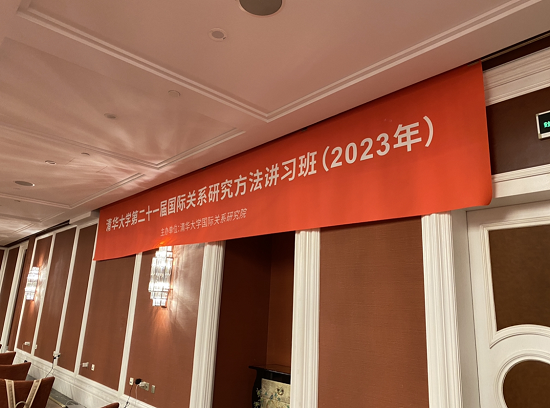 清华大学第二十一届国际关系研究方法讲习班(2023年)
主办单位:清华大学国际关系研究院